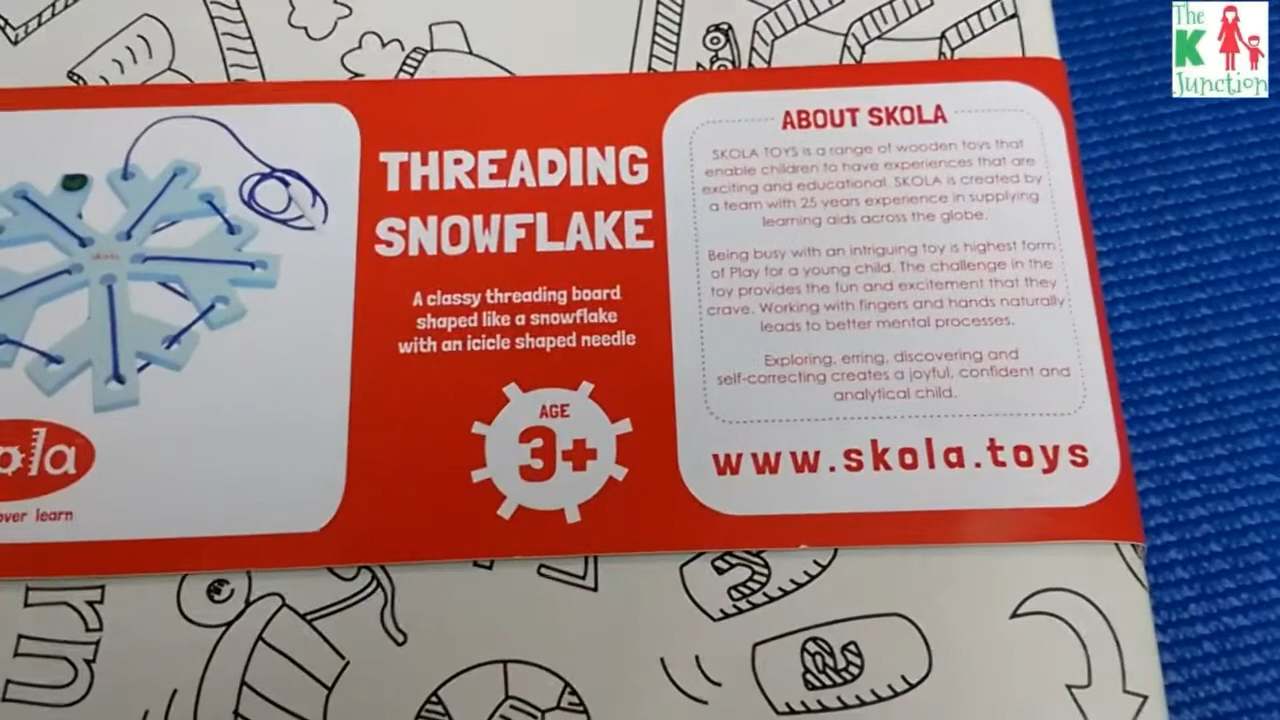 The
K
Junction
THREADING
SNOWFLAKE
A classy threading board
shaped like a snowflake
with an icicle shaped needle
AGE
3+
ABOUT SKOLA
SKOLA TOYS is a range of wooden toys that
enable children to have experiences that are
exciting and educational. SKOLA is created by
a team with 25 years experience in supplying
learning aids across the globe.
Being busy with an intriguing toy is highest form
of Play for a young child. The challenge in the
toy provides the fun and excitement that they
crave. Working with fingers and hands naturally
leads to better mental processes.
Exploring, erring, discovering and
self-correcting creates a joyful, confident and
analytical child.
www.skola.toys
ola
over learn
rn